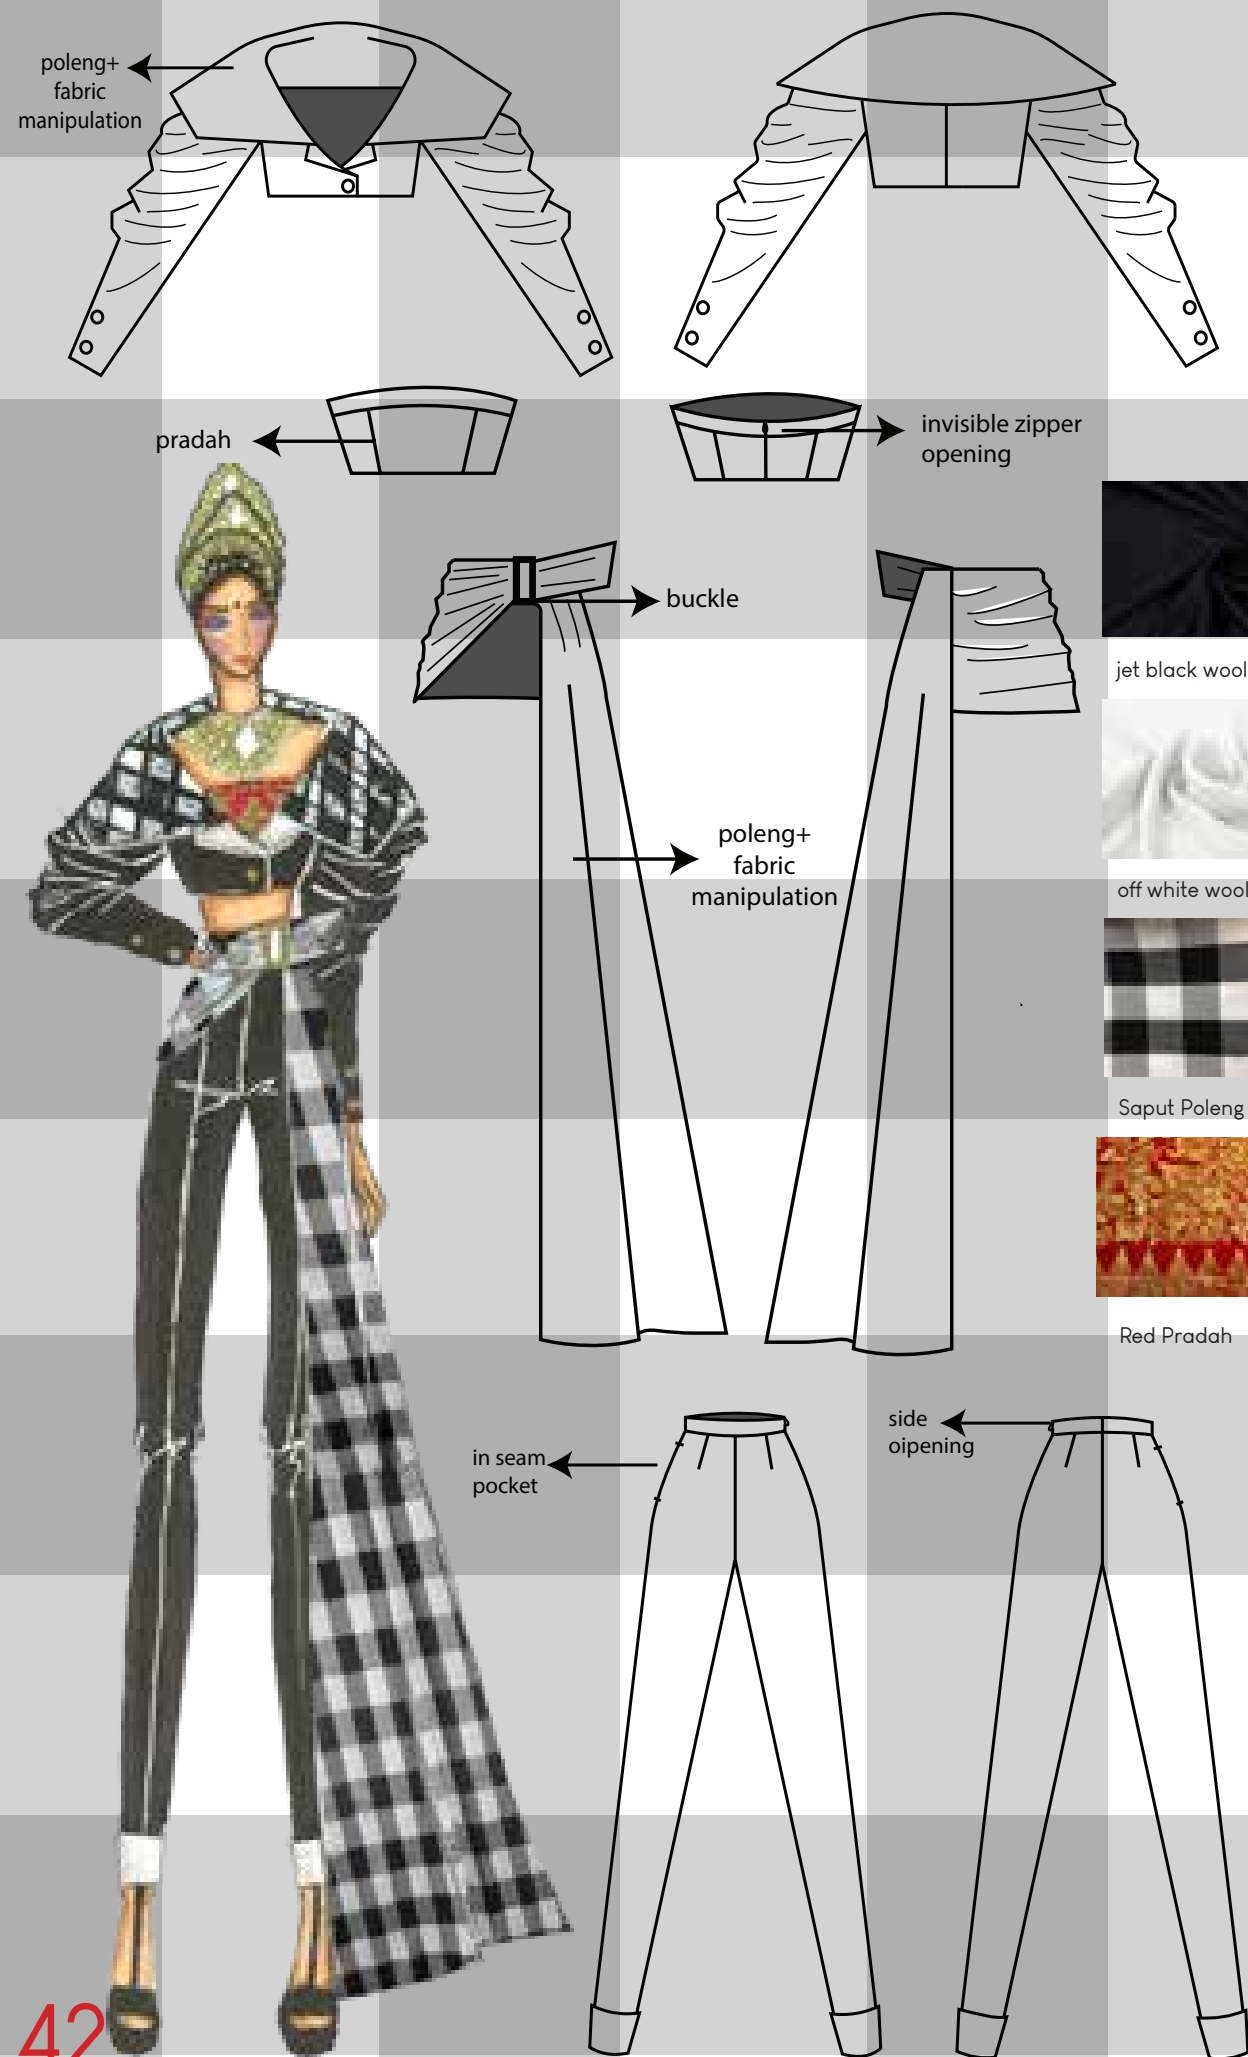 poleng+
fabric
manipulation
pradah
invisible zipper
opening
buckle
jet black wool
poleng+
fabric
manipulation
off white wool
Saput Poleng
Red Pradah
side
oipening
in seam
pocket
42